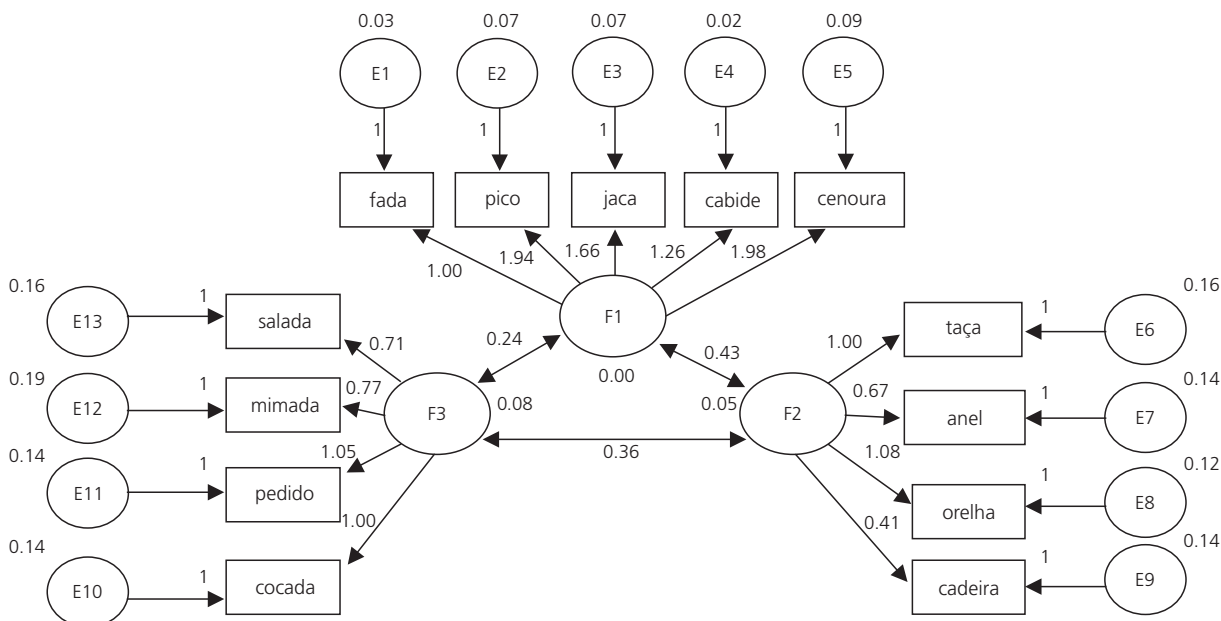 0.03 0.07 0.07 0.02 0.09
E1 E2 E3 E4 E5
1 1 1 1 1
fada pico jaca cabide cenoura
1.00 1.94 1.66 1.26 1.98
F1
0.00
0.16
E13 1 salada
0.71
0.19
E12 1 mimada
0.77
0.14
E11 1 pedido
1.05
0.14
E10 1 cocada
1.00
F3
0.08
0.24
0.43
0.36
0.05
F2
1.00
taça 1 E6
0.16
0.67
anel 1 E7
0.14
1.08
orelha 1 E8
0.12
0.41
cadeira 1 E9
0.14